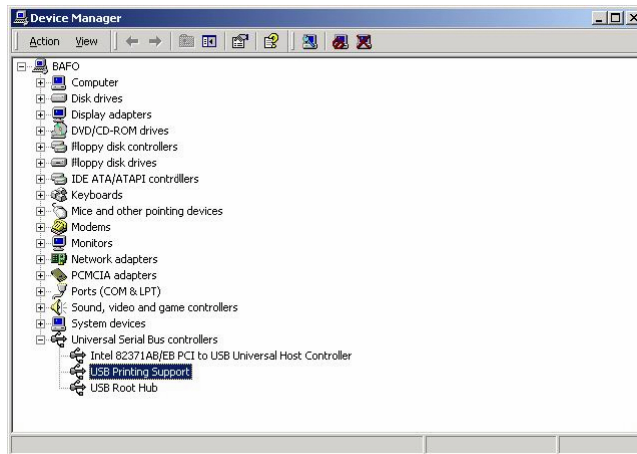 Device Manager
Action View
BAFO
Computer
Disk drives
Display adapters
DVD/CD-ROM drives
Floppy disk controllers
Floppy disk drives
IDE ATA/ATAPI controllers
Keyboards
Mice and other pointing devices
Modems
Monitors
Network adapters
PCMCIA adapters
Ports (COM & LPT)
Sound, video and game controllers
System devices
Universal Serial Bus controllers
Intel 82371AB/EB PCI to USB Universal Host Controller
USB Printing Support
USB Root Hub